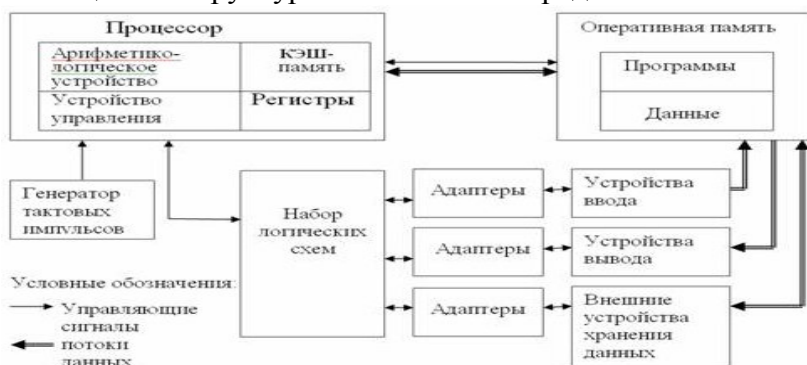 Процессор
Арифметико-
логическое
устройство
КЭШ-
память
Устройство
управления
Регистры
Оперативная память
Программы
Данные
Генератор
тактовых
импульсов
Набор
логических
схем
Адаптеры
Устройства
ввода
Адаптеры
Устройства
вывода
Адаптеры
Внешние
устройства
хранения
данных
Условные обозначения:
Управляющие
сигналы
потоки
данных